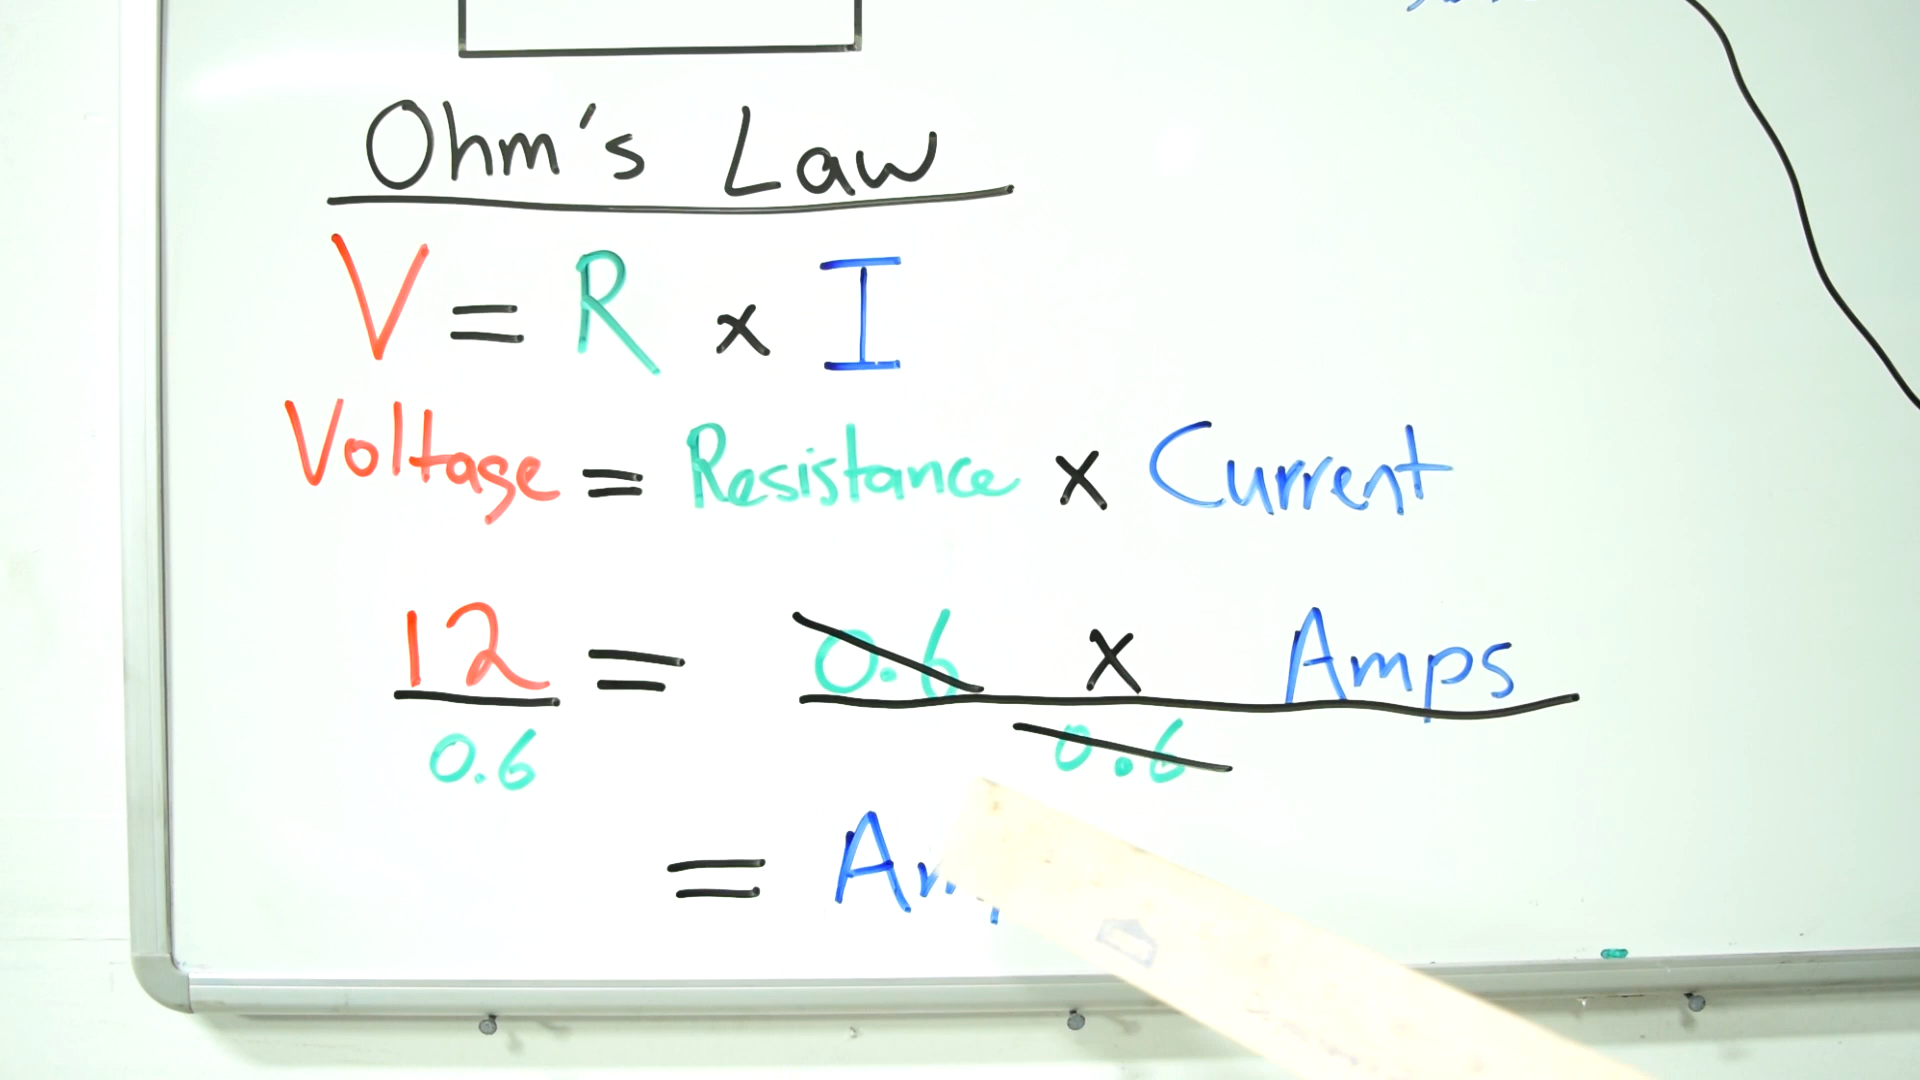 Ohm's Law
V = R x I
Voltage = Resistance x Current
12 = 0.6 x Amps
0.6 0.6
=